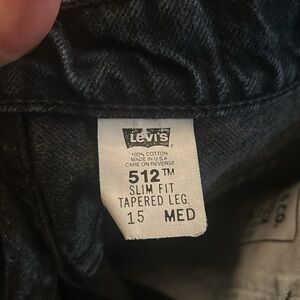 LEVI'S
100% COTTON
MADE IN U.S.A
CARE ON REVERSE
512™
SLIM FIT
TAPERED LEG
15 MED